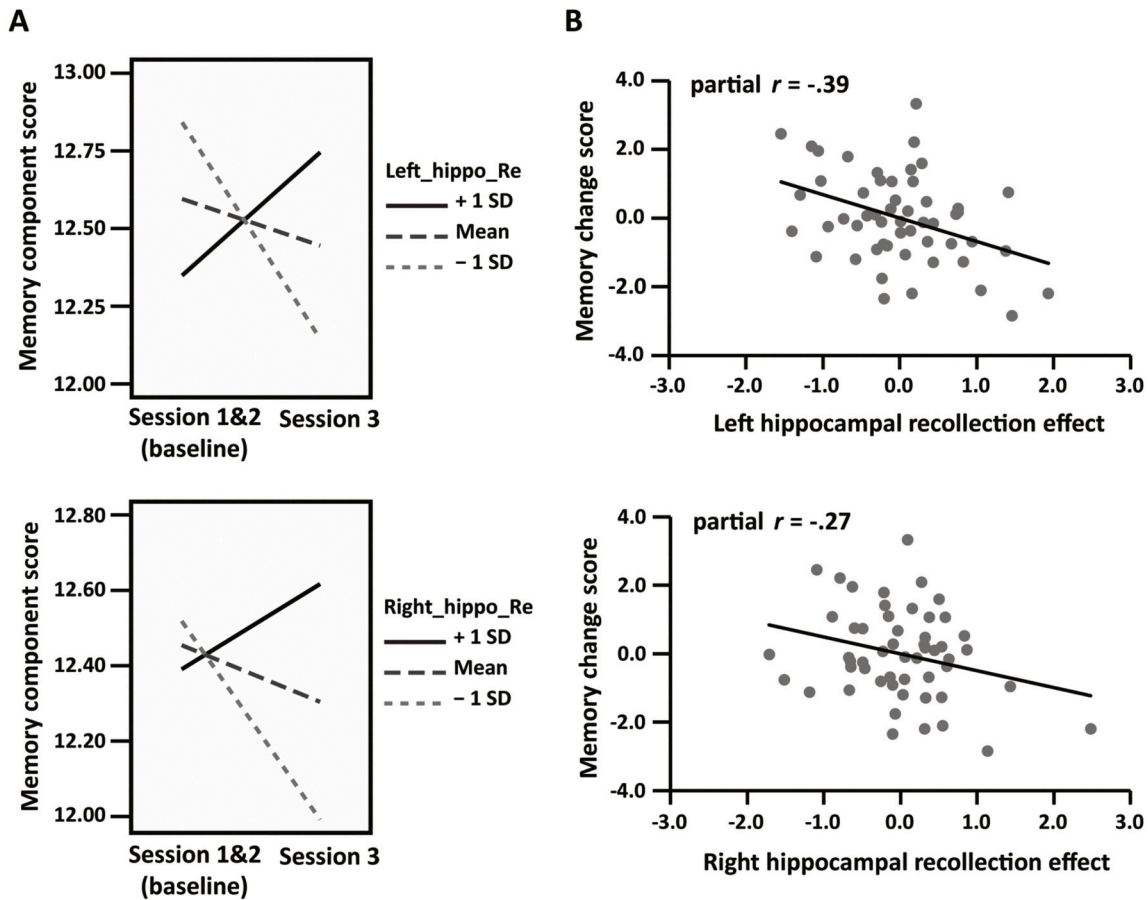 A
Memory component score
13.00
12.75
12.50
12.25
12.00
Session 1&2
(baseline)
Session 3
Left_hippo_Re
+ 1 SD
Mean
– 1 SD
B
Memory change score
4.0
2.0
0.0
-2.0
-4.0
partial r = -.39
-3.0 -2.0 -1.0 0.0 1.0 2.0 3.0
Left hippocampal recollection effect
Memory component score
12.80
12.60
12.40
12.20
12.00
Session 1&2
(baseline)
Session 3
Right_hippo_Re
+ 1 SD
Mean
– 1 SD
Memory change score
4.0
2.0
0.0
-2.0
-4.0
partial r = -.27
-3.0 -2.0 -1.0 0.0 1.0 2.0 3.0
Right hippocampal recollection effect